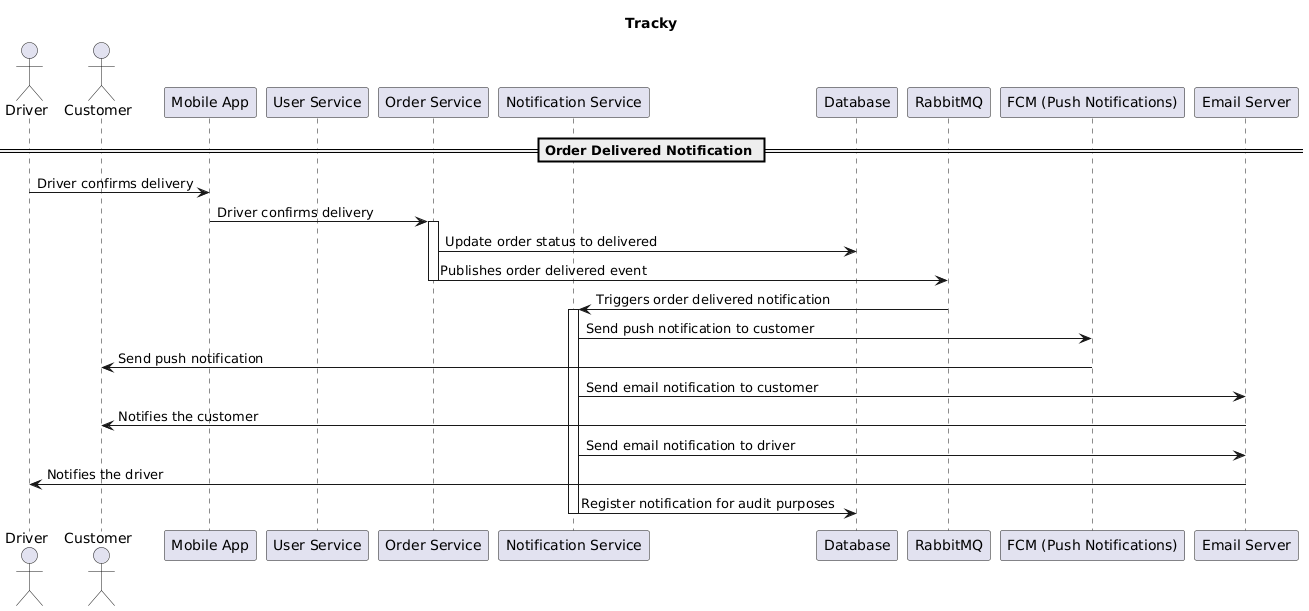 Tracky
Driver
Customer
Mobile App
User Service
Order Service
Notification Service
Database
RabbitMQ
FCM (Push Notifications)
Email Server
Order Delivered Notification
Driver confirms delivery
Driver confirms delivery
Update order status to delivered
Publishes order delivered event
Triggers order delivered notification
Send push notification to customer
Send push notification
Send email notification to customer
Notifies the customer
Send email notification to driver
Notifies the driver
Register notification for audit purposes
Driver
Customer
Mobile App
User Service
Order Service
Notification Service
Database
RabbitMQ
FCM (Push Notifications)
Email Server